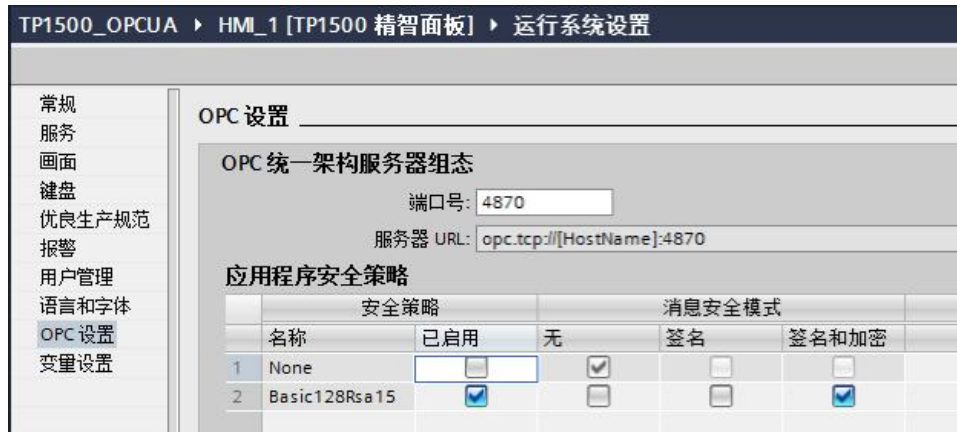 TP1500_OPCUA ▸ HMI_1 [TP1500 精智面板] ▸ 运行系统设置
常规
服务
画面
键盘
优良生产规范
报警
用户管理
语言和字体
OPC 设置
变量设置
OPC 设置
OPC 统一架构服务器组态
端口号: 4870
服务器 URL: opc.tcp://[HostName]:4870
应用程序安全策略
安全策略 消息安全模式
名称 已启用 无 签名 签名和加密
1 None
2 Basic128Rsa15